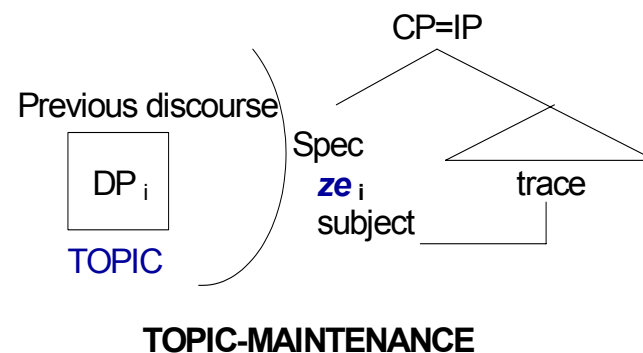 CP=IP
Previous discourse
Spec
DP i
ze i
trace
subject
TOPIC
TOPIC-MAINTENANCE